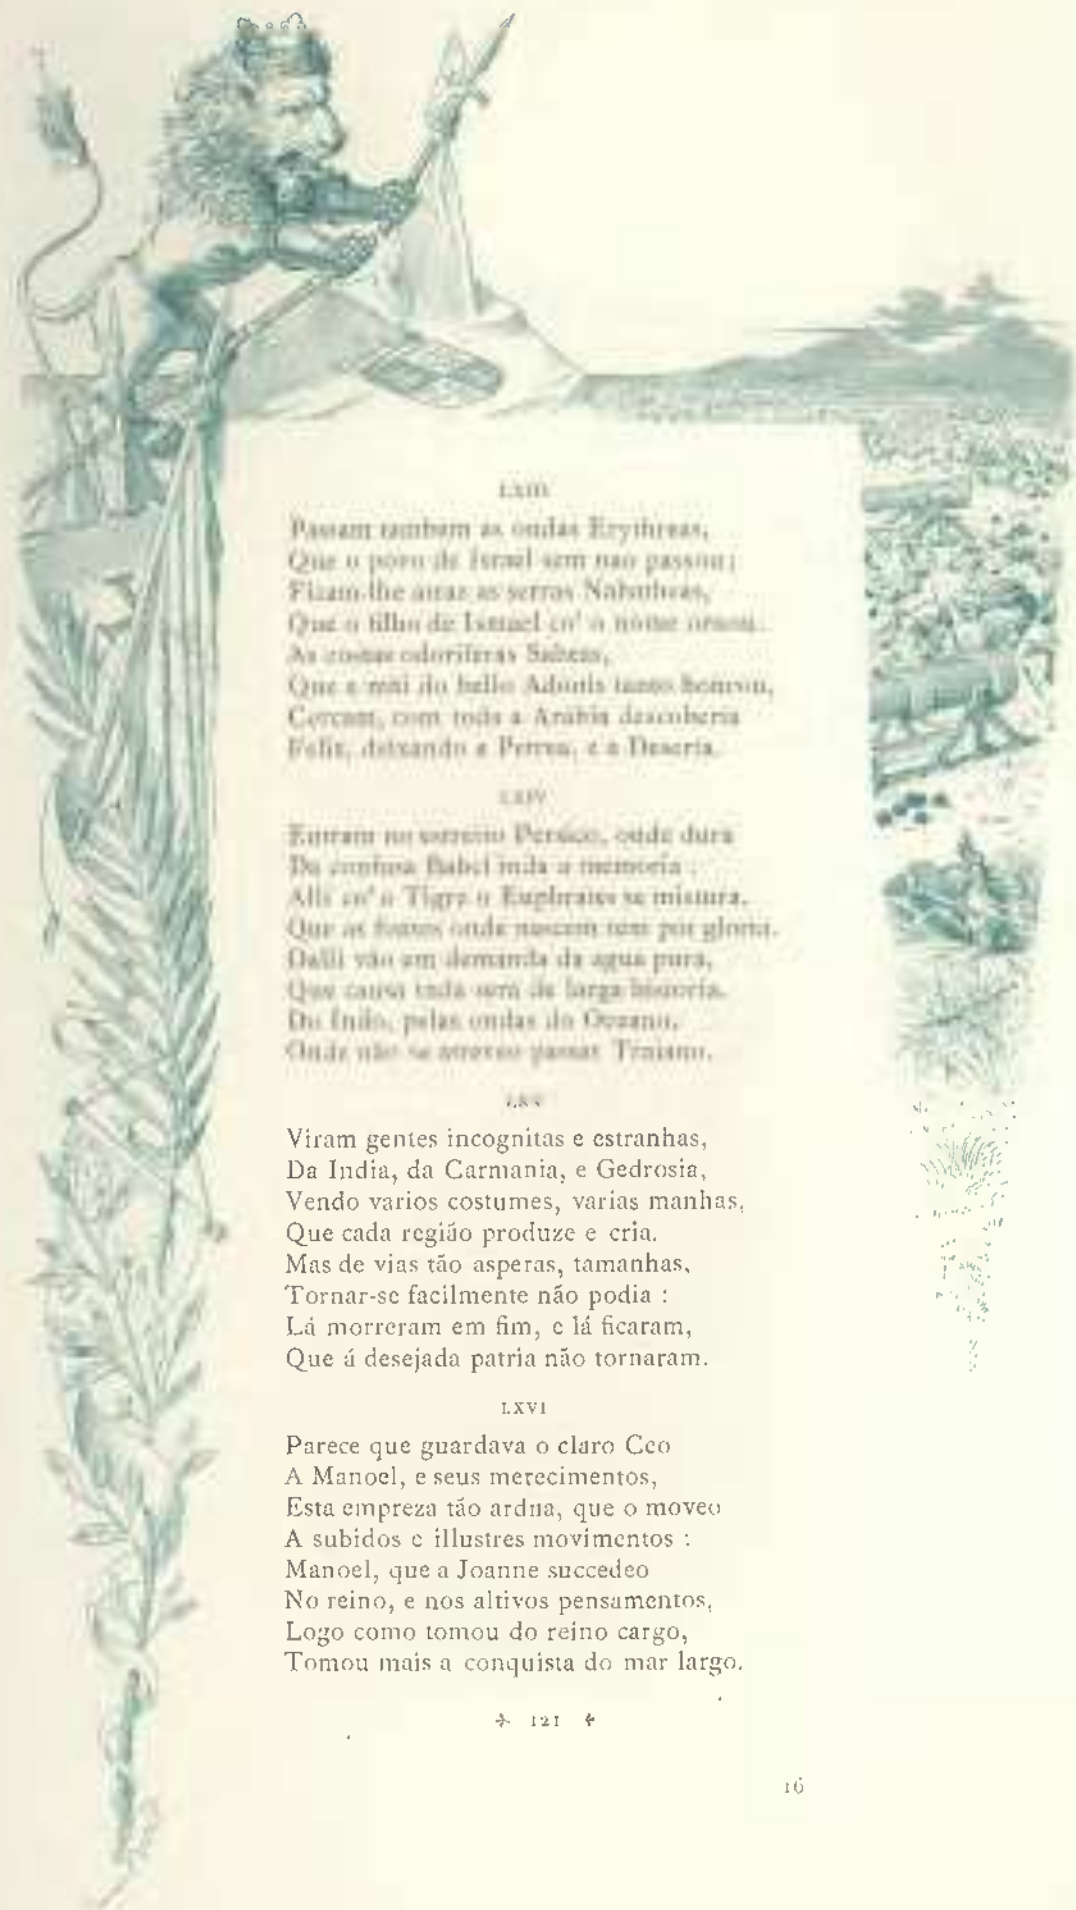 LXIII
Passam tambem as ondas Erythreas,
Que o povo de Israel sem nao passou;
Ficam-lhe atraz as serras Nabatheas,
Que o filho de Ismael co' o nome ornou.
As costas odoriferas Sabeas,
Que a mãi do bello Adonis tanto honrou,
Cercam, com toda a Arabia descoberta
Feliz, deixando a Petrea, e a Deserta.
LXIV
Entram no estreito Persico, onde dura
Da confusa Babel inda a memoria
Alli co' o Tigre o Euphrates se mistura,
Que as fontes onde nascem tem por gloria.
Dalli vão em demanda da agua pura,
Que causa inda será de larga historia,
Do Indo, pelas ondas do Oceano,
Onde não se atreveo passar Trajano.
LXV
Viram gentes incognitas e estranhas,
Da India, da Carmania, e Gedrosia,
Vendo varios costumes, varias manhas,
Que cada região produze e cria.
Mas de vias tão asperas, tamanhas,
Tornar-se facilmente não podia :
Lá morreram em fim, e lá ficaram,
Que á desejada patria não tornaram.
LXVI
Parece que guardava o claro Ceo
A Manoel, e seus merecimentos,
Esta empreza tão ardua, que o moveo
A subidos e illustres movimentos :
Manoel, que a Joanne succedeo
No reino, e nos altivos pensamentos,
Logo como tomou do reino cargo,
Tomou mais a conquista do mar largo.
121
16